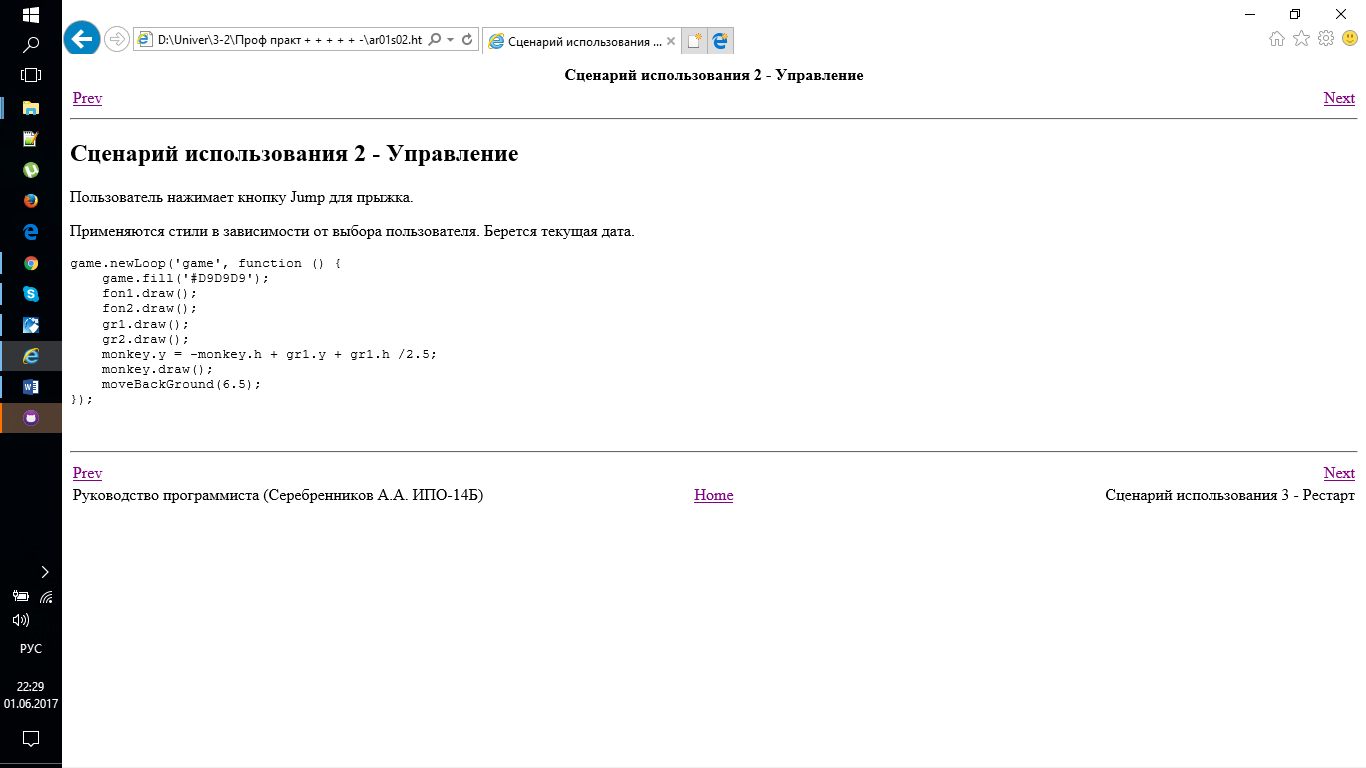 D:\Univer\3-2\Проф практ + + + + + -\ar01s02.ht
Сценарий использования ...
Сценарий использования 2 - Управление
Prev
Next
Сценарий использования 2 - Управление
Пользователь нажимает кнопку Jump для прыжка.
Применяются стили в зависимости от выбора пользователя. Берется текущая дата.
game.newLoop('game', function () {
    game.fill('#D9D9D9');
    fon1.draw();
    fon2.draw();
    gr1.draw();
    gr2.draw();
    monkey.y = -monkey.h + gr1.y + gr1.h /2.5;
    monkey.draw();
    moveBackGround(6.5);
});
Prev
Next
Руководство программиста (Серебренников А.А. ИПО-14Б)
Home
Сценарий использования 3 - Рестарт
РУС
22:29
01.06.2017